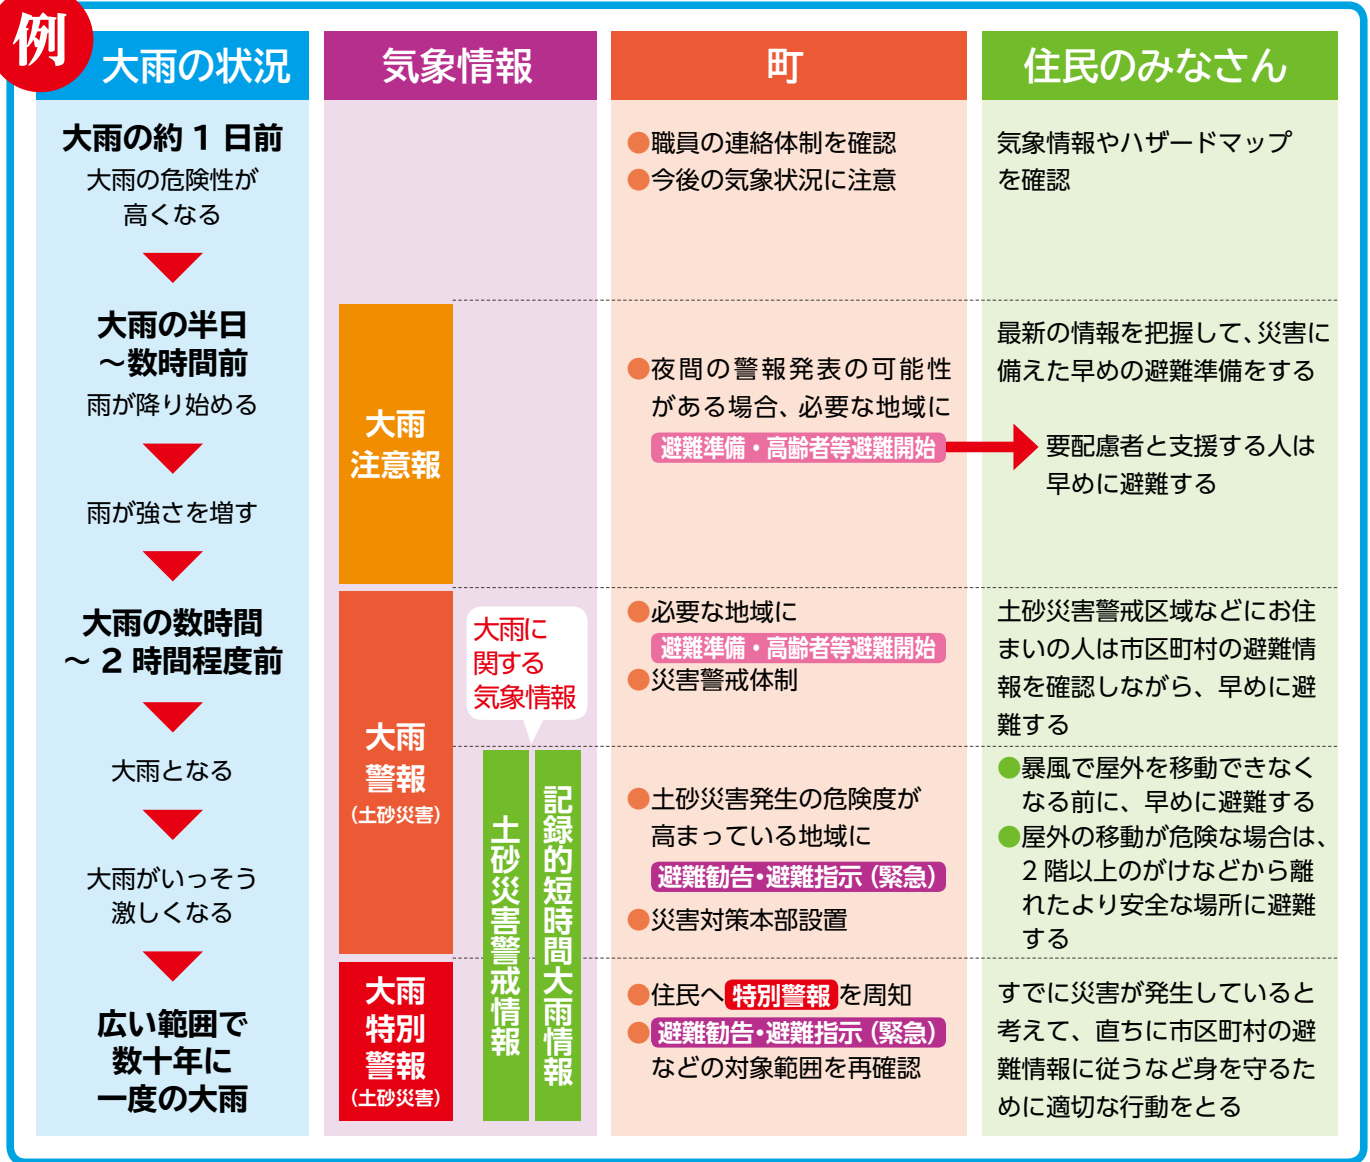 例
大雨の状況
気象情報
町
住民のみなさん
大雨の約 1 日前
大雨の危険性が
高くなる
●職員の連絡体制を確認
●今後の気象状況に注意
気象情報やハザードマップ
を確認
大雨の半日
～数時間前
雨が降り始める
雨が強さを増す
大雨
注意報
●夜間の警報発表の可能性
がある場合、必要な地域に
避難準備・高齢者等避難開始
最新の情報を把握して、災害に
備えた早めの避難準備をする
要配慮者と支援する人は
早めに避難する
大雨の数時間
～ 2 時間程度前
大雨となる
大雨がいっそう
激しくなる
大雨
警報
(土砂災害)
大雨に
関する
気象情報
土砂災害警戒情報
記録的短時間大雨情報
●必要な地域に
避難準備・高齢者等避難開始
●災害警戒体制
土砂災害警戒区域などにお住
まいの人は市区町村の避難情
報を確認しながら、早めに避
難する
●土砂災害発生の危険度が
高まっている地域に
避難勧告・避難指示（緊急）
●災害対策本部設置
●暴風で屋外を移動できなく
なる前に、早めに避難する
●屋外の移動が危険な場合は、
2 階以上のがけなどから離
れたより安全な場所に避難
する
広い範囲で
数十年に
一度の大雨
大雨
特別
警報
(土砂災害)
●住民へ 特別警報 を周知
●避難勧告・避難指示（緊急）
などの対象範囲を再確認
すでに災害が発生していると
考えて、直ちに市区町村の避
難情報に従うなど身を守るた
めに適切な行動をとる